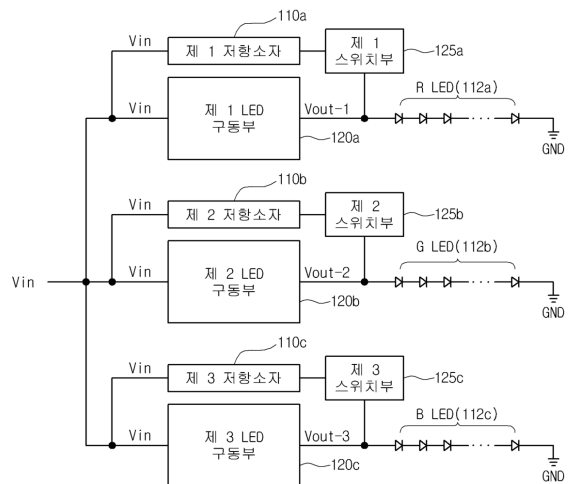 110a
Vin
제 1 저항소자
제 1
스위치부
125a
Vin
제 1 LED
구동부
Vout-1
120a
R LED(112a)
GND
110b
Vin
제 2 저항소자
제 2
스위치부
125b
Vin
Vin
제 2 LED
구동부
Vout-2
120b
G LED(112b)
GND
110c
Vin
제 3 저항소자
제 3
스위치부
125c
Vin
제 3 LED
구동부
Vout-3
120c
B LED(112c)
GND